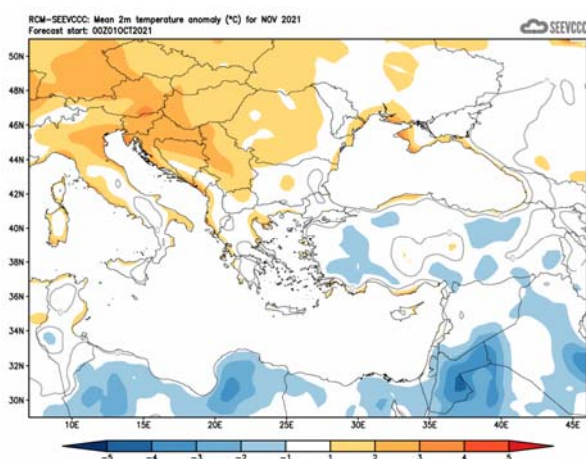 RCM-SEEVCCC: Mean 2m temperature anomaly (°C) for NOV 2021
Forecast start: 00Z01OCT2021
SEEVCCC
50N
48N
46N
44N
42N
40N
38N
36N
34N
32N
30N
10E 15E 20E 25E 30E 35E 40E 45E
-5 -4 -3 -2 -1 1 2 3 4 5